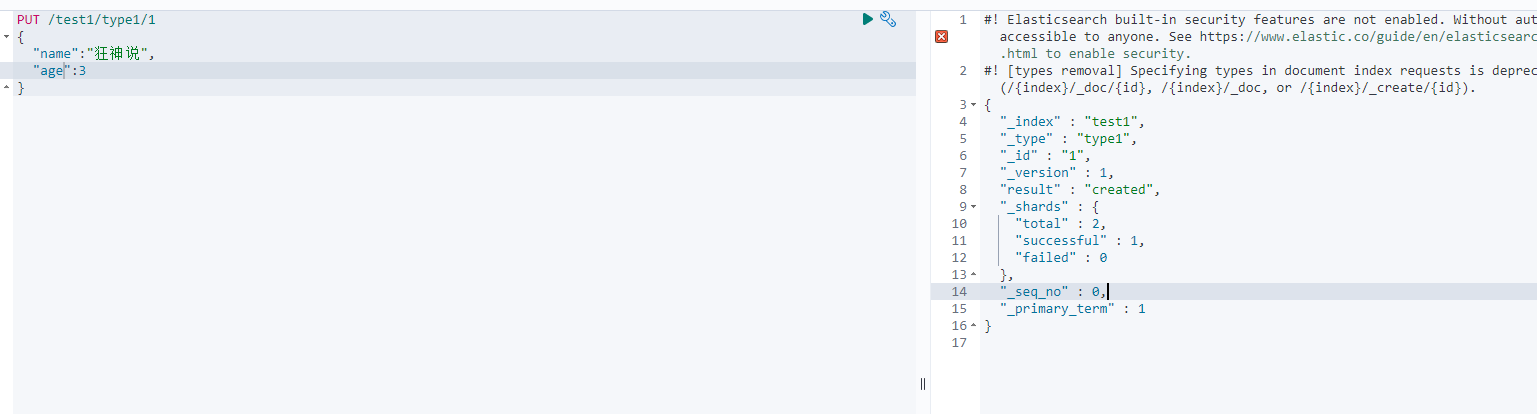 PUT /test1/type1/1
{
"name":"狂神说",
"age":3
}
1 #! Elasticsearch built-in security features are not enabled. Without
accessible to anyone. See https://www.elastic.co/guide/en/elasticsearc
.html to enable security.
2 #! [types removal] Specifying types in document index requests is
(/{index}/_doc/{id}, /{index}/_doc, or /{index}/_create/{id}).
3 {
4 "_index" : "test1",
5 "_type" : "type1",
6 "_id" : "1",
7 "_version" : 1,
8 "result" : "created",
9 "_shards" : {
10 "total" : 2,
11 "successful" : 1,
12 "failed" : 0
13 },
14 "_seq_no" : 0,
15 "_primary_term" : 1
16 }
17